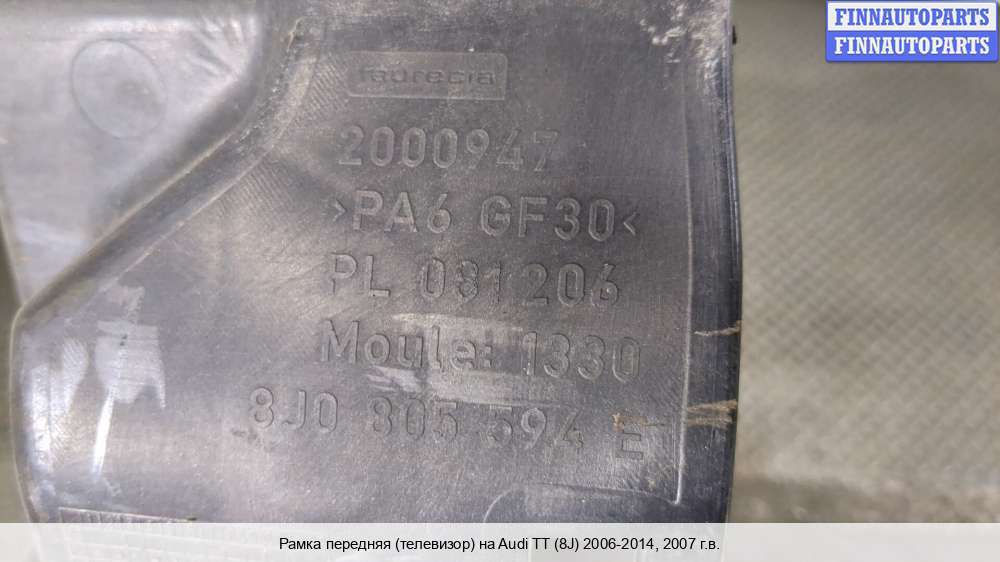 FINNAUTOPARTS
FINNAUTOPARTS
faurecia
2000947
>PA6 GF30<
PL 081206
Moule: 1330
8J0 805 594 E
Рамка передняя (телевизор) на Audi TT (8J) 2006-2014, 2007 г.в.